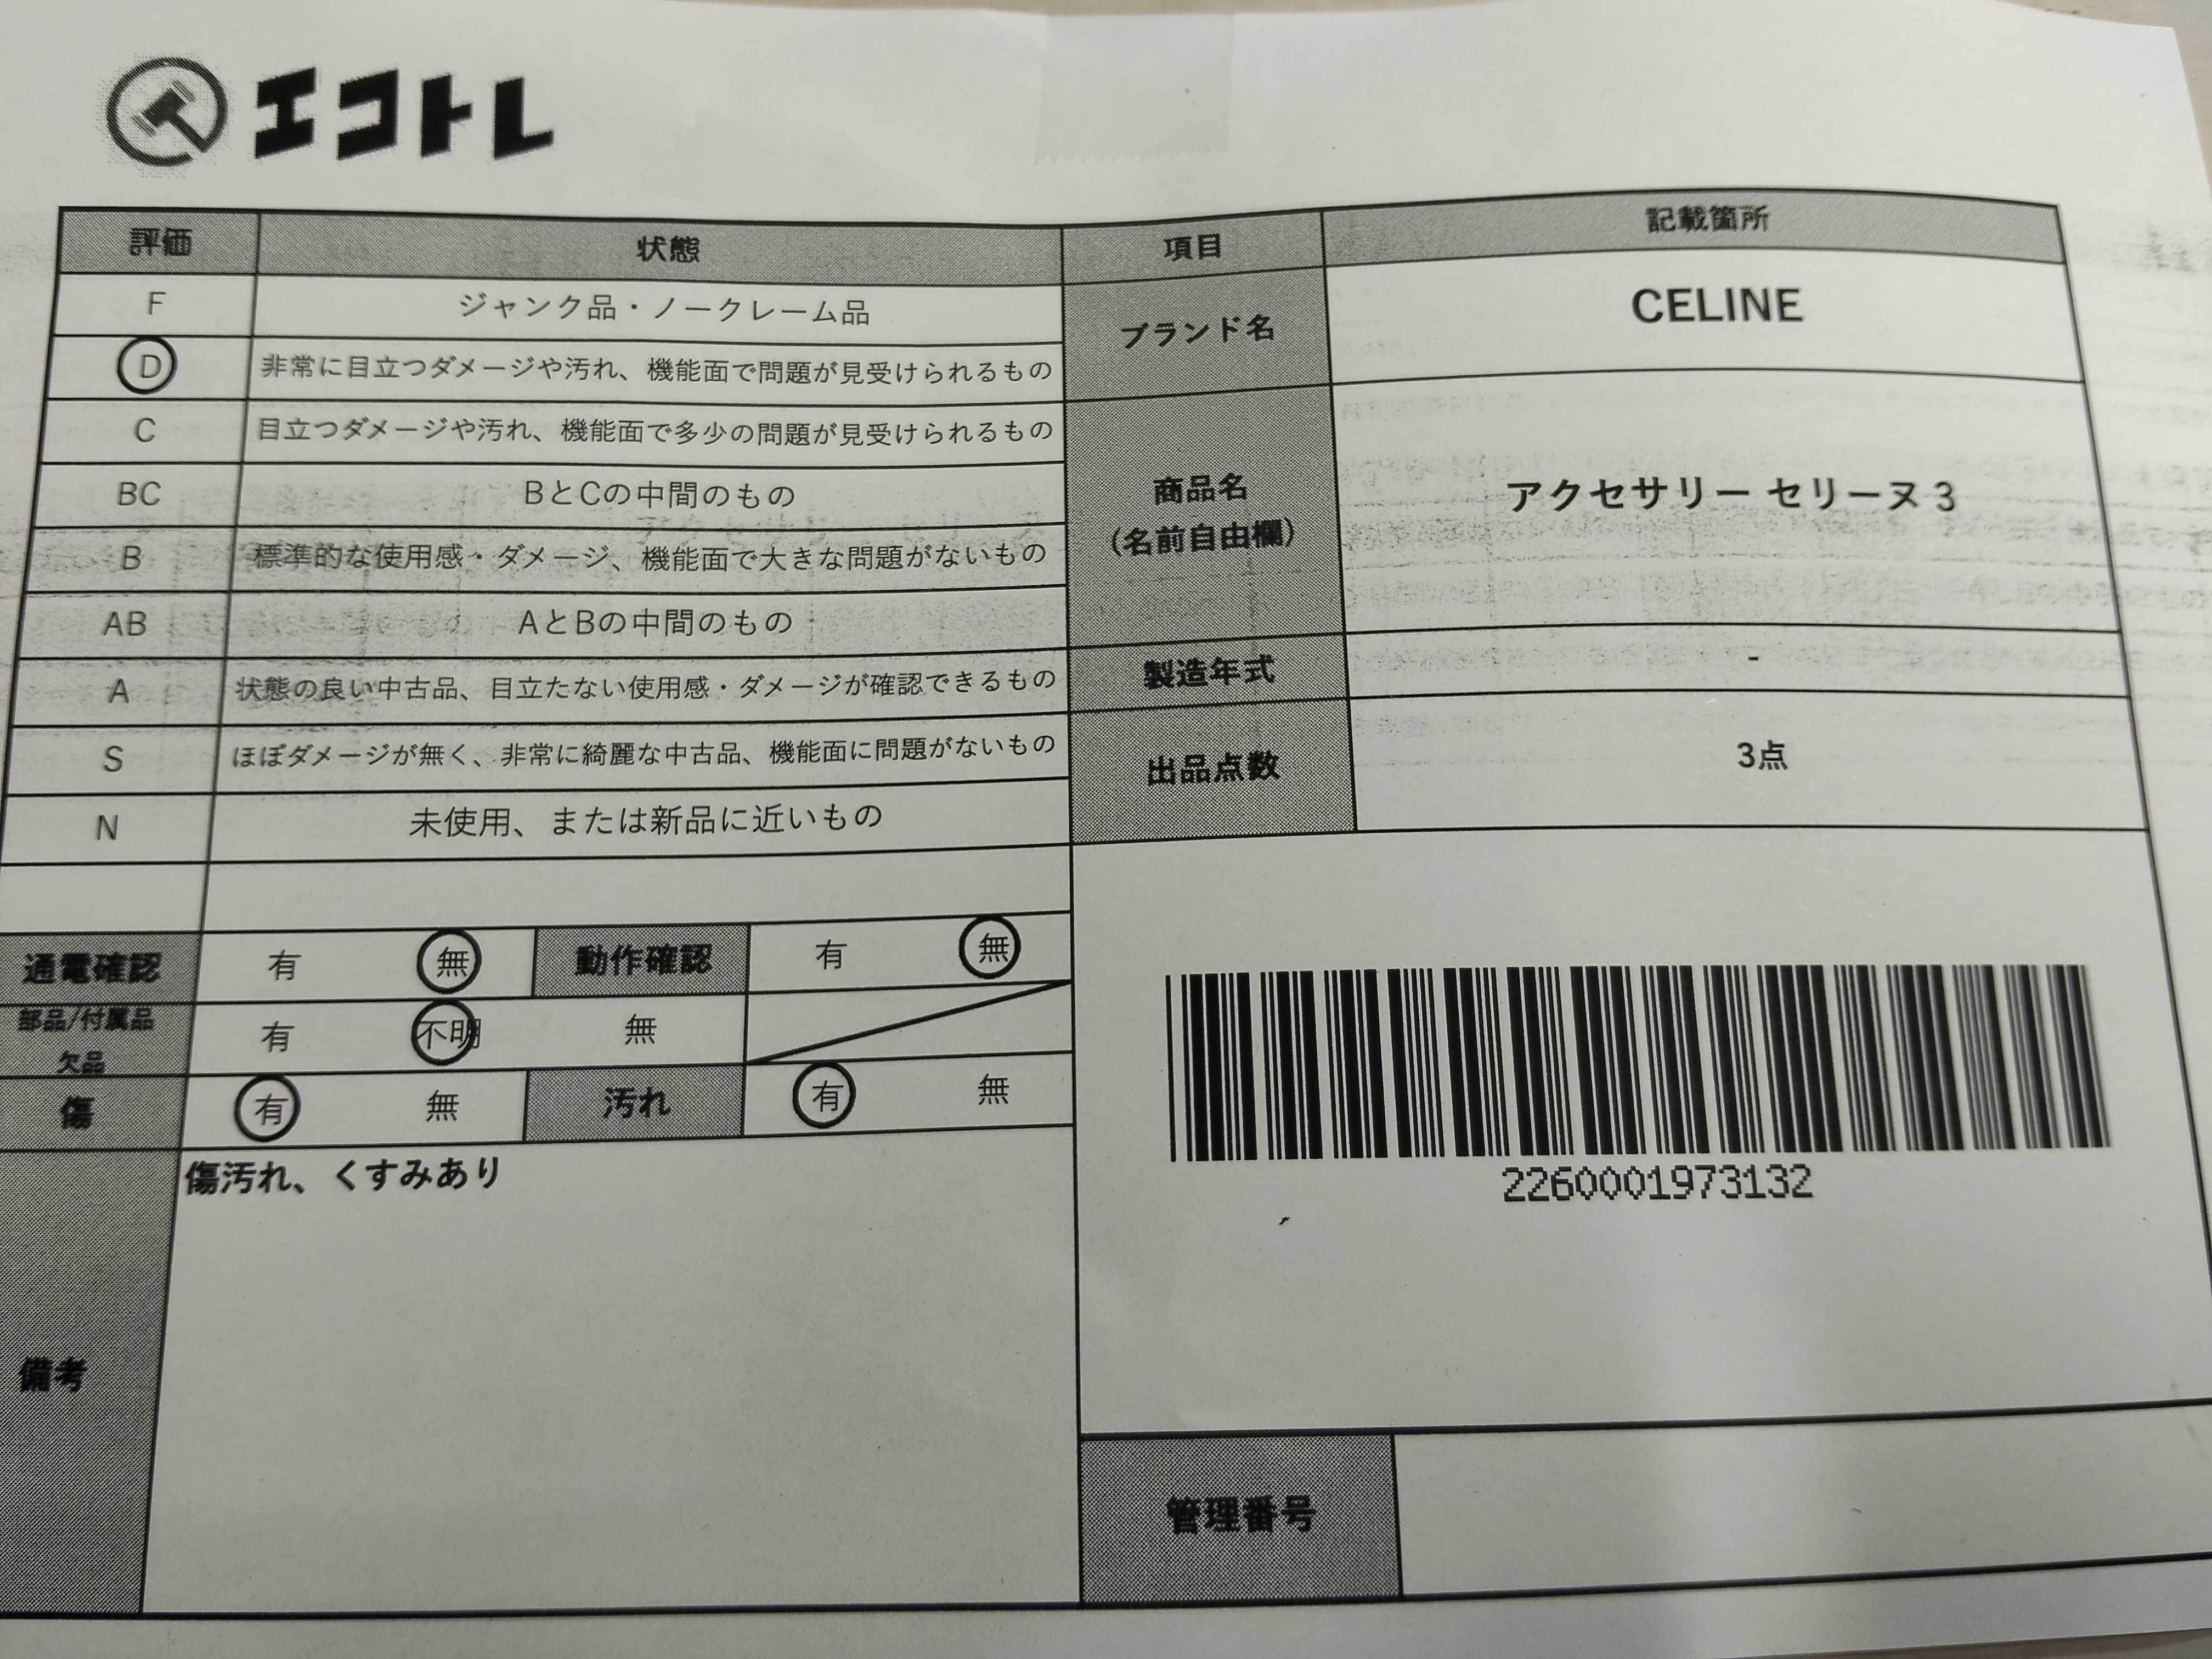 エコトレ
評価 状態 項目 記載箇所
F ジャンク品・ノークレーム品
D 非常に目立つダメージや汚れ、機能面で問題が見受けられるもの
C 目立つダメージや汚れ、機能面で多少の問題が見受けられるもの
BC BとCの中間のもの
B 標準的な使用感・ダメージ、機能面で大きな問題がないもの
AB AとBの中間のもの
A 状態の良い中古品、目立たない使用感・ダメージが確認できるもの
S ほぼダメージが無く、非常に綺麗な中古品、機能面に問題がないもの
N 未使用、または新品に近いもの
ブランド名 CELINE
商品名
(名前自由欄)
アクセサリー セリーヌ 3
製造年式 -
出品点数 3点
通電確認 有 無 動作確認 有 無
部品/付属品
欠品
有 不明 無
傷 有 無 汚れ 有 無
備考
傷汚れ、くすみあり
2260001973132
管理番号